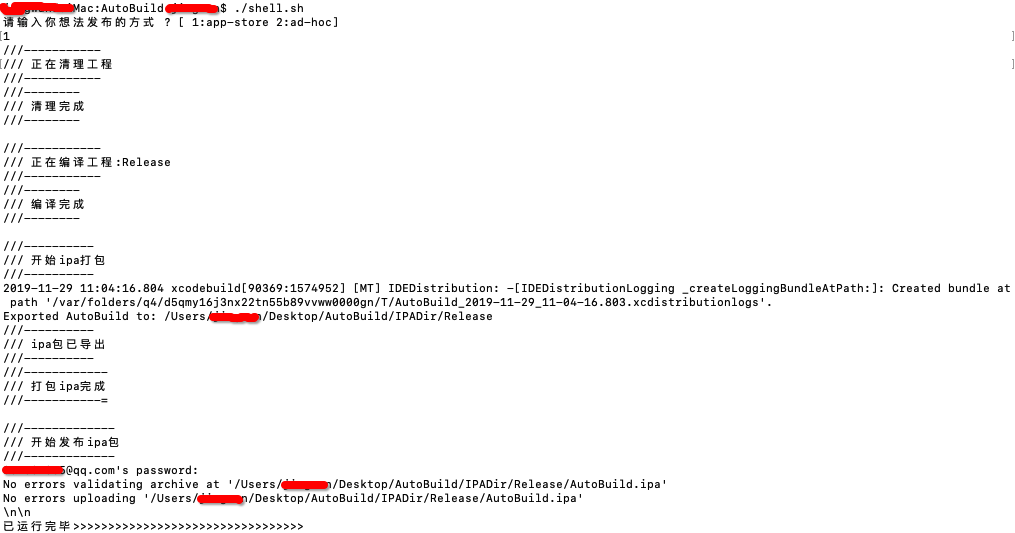 Mac:AutoBuild $ ./shell.sh
请输入你想法发布的方式 ? [ 1:app-store 2:ad-hoc]
[1 ]
///-----------
[/// 正在清理工程 ]
///-----------
///--------
/// 清理完成
///--------
///-----------
/// 正在编译工程:Release
///-----------
///--------
/// 编译完成
///--------
///----------
/// 开始ipa打包
///----------
2019-11-29 11:04:16.804 xcodebuild[90369:1574952] [MT] IDEDistribution: -[IDEDistributionLogging _createLoggingBundleAtPath:]: Created bundle at
path '/var/folders/q4/d5qmy16j3nx22tn55b89vvww0000gn/T/AutoBuild_2019-11-29_11-04-16.803.xcdistributionlogs'.
Exported AutoBuild to: /Users/ /Desktop/AutoBuild/IPADir/Release
///----------
/// ipa包已导出
///----------
///------------
/// 打包ipa完成
///-----------=
///-------------
/// 开始发布ipa包
///-------------
@qq.com's password:
No errors validating archive at '/Users/ /Desktop/AutoBuild/IPADir/Release/AutoBuild.ipa'
No errors uploading '/Users/ /Desktop/AutoBuild/IPADir/Release/AutoBuild.ipa'
\n\n
已运行完毕>>>>>>>>>>>>>>>>>>>>>>>>>>>>>>>>>